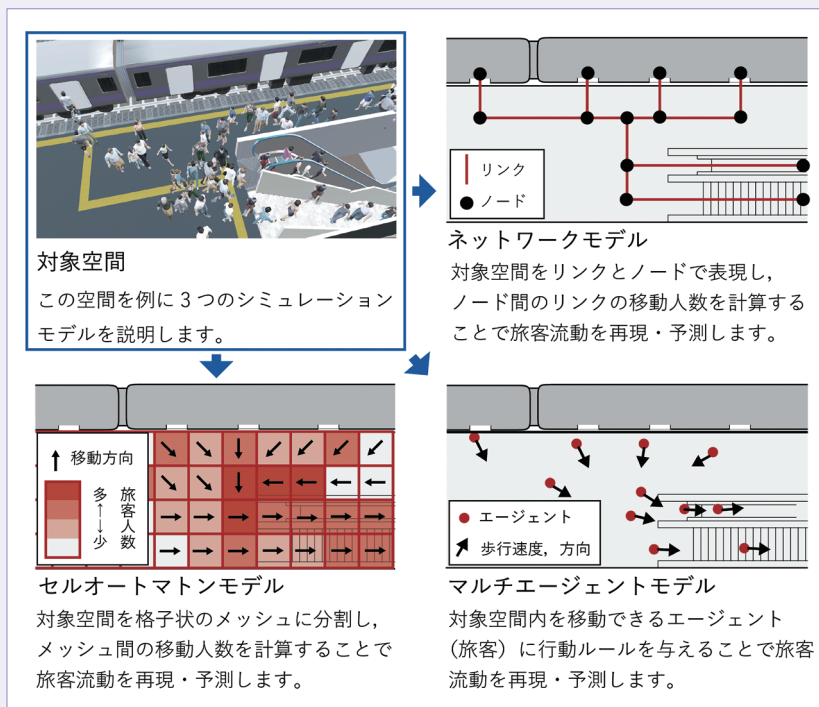 対象空間
この空間を例に3つのシミュレーション
モデルを説明します。
リンク
ノード
ネットワークモデル
対象空間をリンクとノードで表現し，
ノード間のリンクの移動人数を計算する
ことで旅客流動を再現・予測します。
移動方向
多←→少
旅客人数
セルオートマトンモデル
対象空間を格子状のメッシュに分割し，
メッシュ間の移動人数を計算することで
旅客流動を再現・予測します。
エージェント
歩行速度，方向
マルチエージェントモデル
対象空間内を移動できるエージェント
(旅客）に行動ルールを与えることで旅客
流動を再現・予測します。